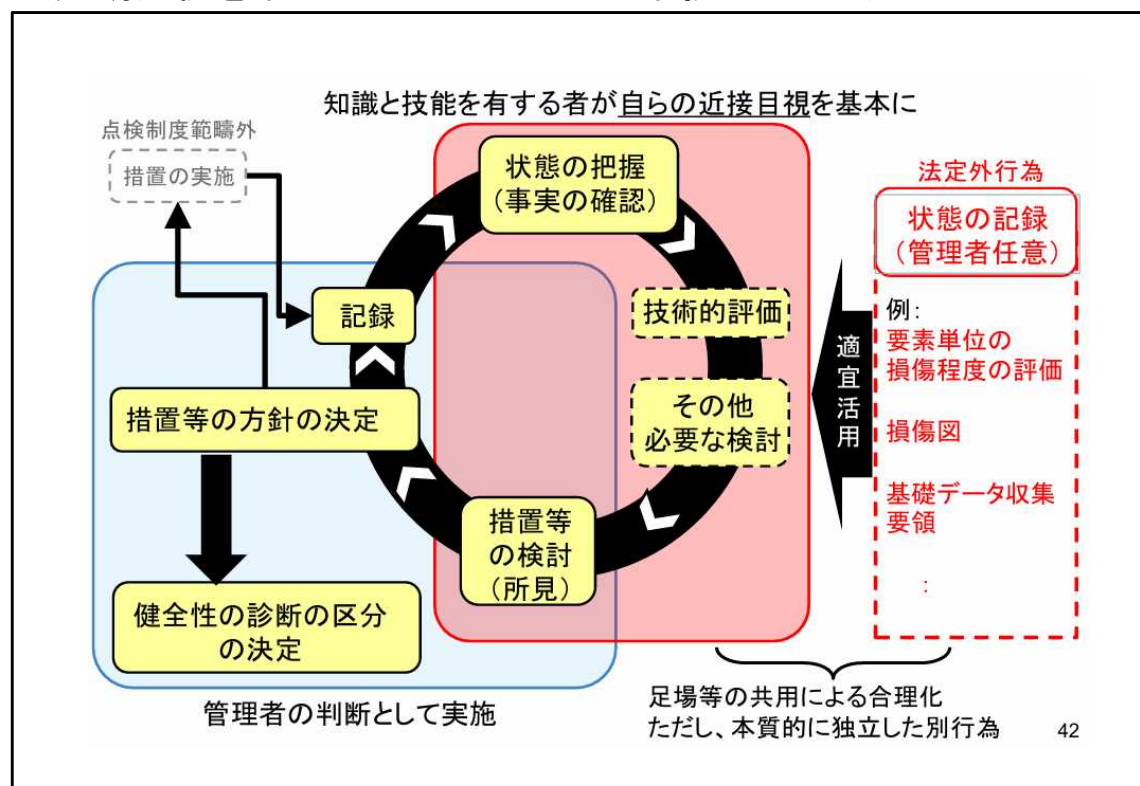 知識と技能を有する者が自らの近接目視を基本に
点検制度範疇外
措置の実施
状態の把握
(事実の確認)
法定外行為
状態の記録
(管理者任意)
記録
技術的評価
適宜活用
例:
要素単位の
損傷程度の評価
措置等の方針の決定
その他
必要な検討
損傷図
基礎データ収集
要領
:
措置等
の検討
(所見)
健全性の診断の区分
の決定
管理者の判断として実施
足場等の共用による合理化
ただし、本質的に独立した別行為
42